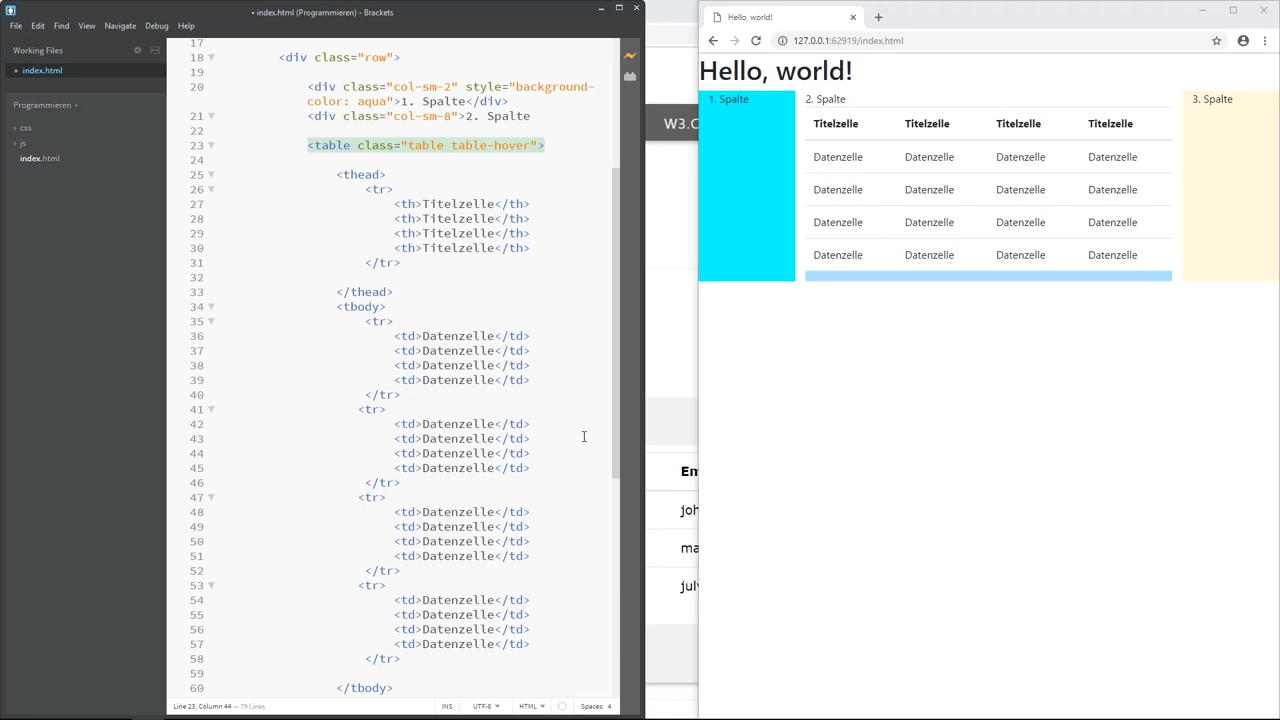 • index.html (Programmieren) - Brackets
File Edit Find View Navigate Debug Help
Working Files
• index.html
Programmieren
css
js
index.html
17
18 <div class="row">
19
20 <div class="col-sm-2" style="background-
color: aqua">1. Spalte</div>
21 <div class="col-sm-8">2. Spalte
22
23 <table class="table table-hover">
24
25 <thead>
26 <tr>
27 <th>Titelzelle</th>
28 <th>Titelzelle</th>
29 <th>Titelzelle</th>
30 <th>Titelzelle</th>
31 </tr>
32
33 </thead>
34 <tbody>
35 <tr>
36 <td>Datenzelle</td>
37 <td>Datenzelle</td>
38 <td>Datenzelle</td>
39 <td>Datenzelle</td>
40 </tr>
41 <tr>
42 <td>Datenzelle</td>
43 <td>Datenzelle</td>
44 <td>Datenzelle</td>
45 <td>Datenzelle</td>
46 </tr>
47 <tr>
48 <td>Datenzelle</td>
49 <td>Datenzelle</td>
50 <td>Datenzelle</td>
51 <td>Datenzelle</td>
52 </tr>
53 <tr>
54 <td>Datenzelle</td>
55 <td>Datenzelle</td>
56 <td>Datenzelle</td>
57 <td>Datenzelle</td>
58 </tr>
59
60 </tbody>
Line 23, Column 44 — 79 Lines INS UTF-8 HTML Spaces: 4
W3.C
Em
joh
ma
july
Hello, world!
127.0.0.1:62919/index.html
Hello, world!
1. Spalte 2. Spalte 3. Spalte
Titelzelle Titelzelle Titelzelle Titelzelle
Datenzelle Datenzelle Datenzelle Datenzelle
Datenzelle Datenzelle Datenzelle Datenzelle
Datenzelle Datenzelle Datenzelle Datenzelle
Datenzelle Datenzelle Datenzelle Datenzelle